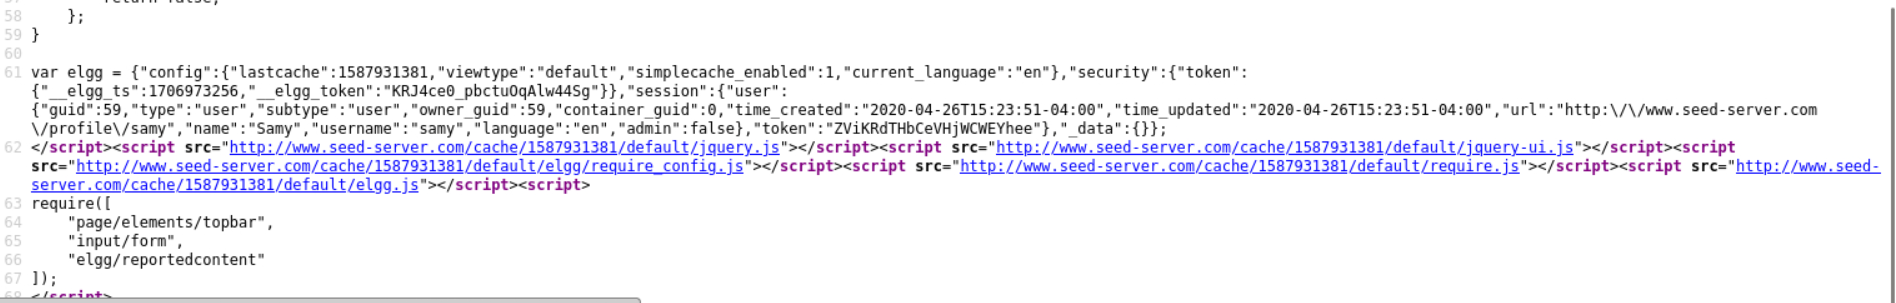 58     };
59 }
60
61 var elgg = {"config":{"lastcache":1587931381,"viewtype":"default","simplecache_enabled":1,"current_language":"en"},"security":{"token":
{"__elgg_ts":1706973256,"__elgg_token":"KRJ4ce0_pbctuOqAlw44Sg"}},"session":{"user":
{"guid":59,"type":"user","subtype":"user","owner_guid":59,"container_guid":0,"time_created":"2020-04-26T15:23:51-04:00","time_updated":"2020-04-26T15:23:51-04:00","url":"http:\/\/www.seed-server.com
\/profile\/samy","name":"Samy","username":"samy","language":"en","admin":false},"token":"ZViKRdTHbCeVHjWCWEYhee"},"_data":{}};
62 </script><script src="http://www.seed-server.com/cache/1587931381/default/jquery.js"></script><script src="http://www.seed-server.com/cache/1587931381/default/jquery-ui.js"></script><script
src="http://www.seed-server.com/cache/1587931381/default/elgg/require_config.js"></script><script src="http://www.seed-server.com/cache/1587931381/default/require.js"></script><script src="http://www.seed-
server.com/cache/1587931381/default/elgg.js"></script><script>
63 require([
64     "page/elements/topbar",
65     "input/form",
66     "elgg/reportedcontent"
67 ]);
68 </script>